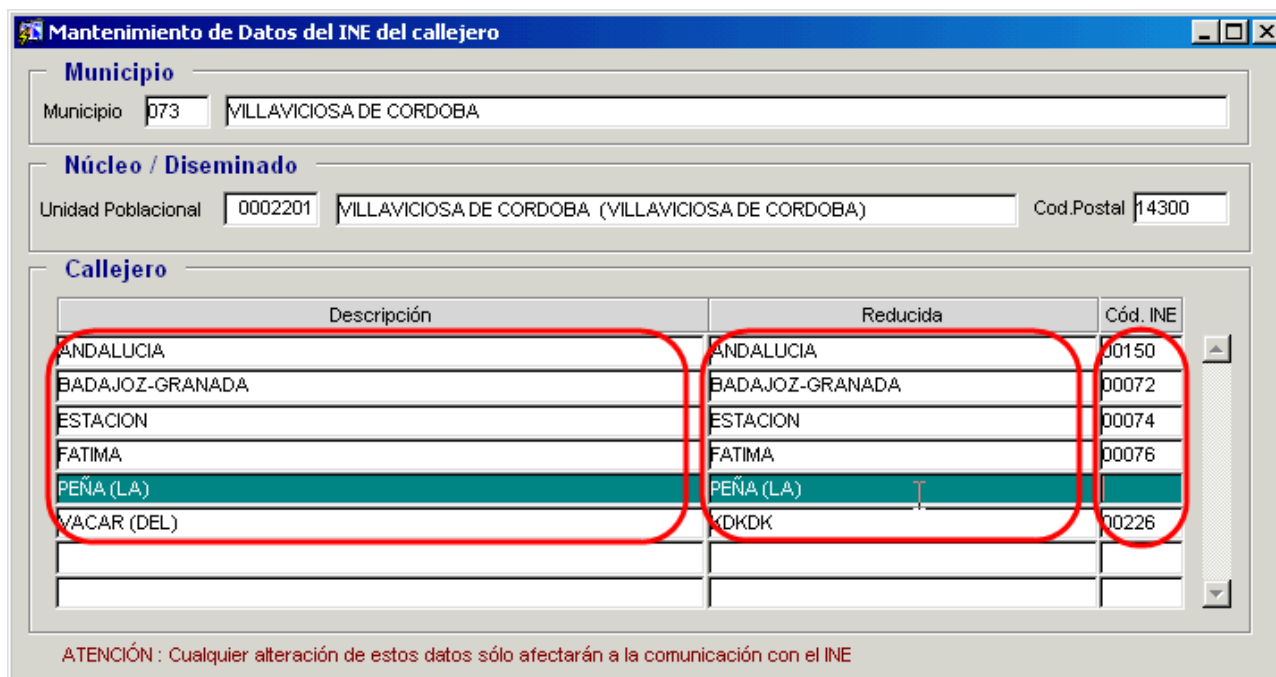 Mantenimiento de Datos del INE del callejero
Municipio
Municipio 073 VILLAVICIOSA DE CORDOBA
Núcleo / Diseminado
Unidad Poblacional 0002201 VILLAVICIOSA DE CORDOBA (VILLAVICIOSA DE CORDOBA) Cod.Postal 14300
Callejero
Descripción Reducida Cód. INE
ANDALUCIA ANDALUCIA 00150
BADAJOZ-GRANADA BADAJOZ-GRANADA 00072
ESTACION ESTACION 00074
FATIMA FATIMA 00076
PEÑA (LA) PEÑA (LA)
VACAR (DEL) KDKDK 00226
ATENCIÓN : Cualquier alteración de estos datos sólo afectarán a la comunicación con el INE